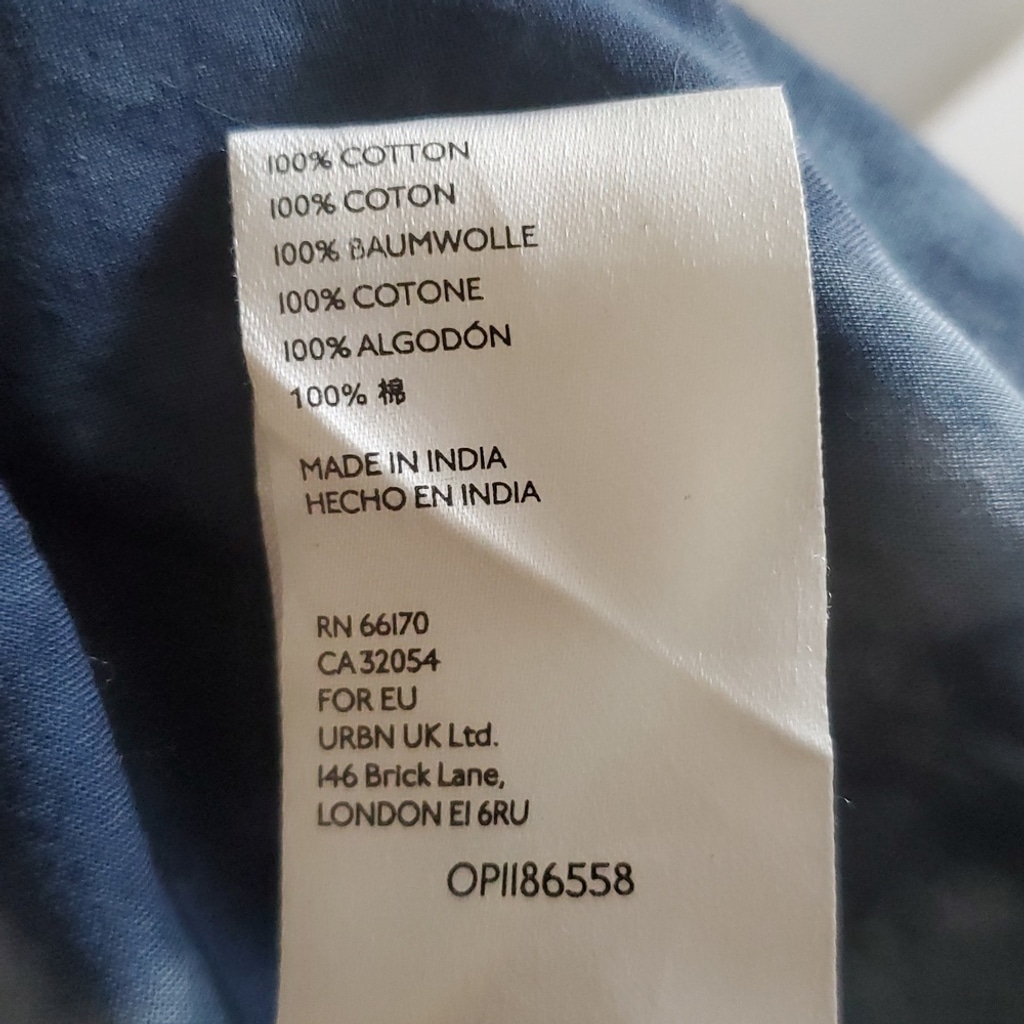 100% COTTON
100% COTON
100% BAUMWOLLE
100% COTONE
100% ALGODÓN
100% 棉
MADE IN INDIA
HECHO EN INDIA
RN 66170
CA 32054
FOR EU
URBN UK Ltd.
146 Brick Lane,
LONDON E1 6RU
OP1186558